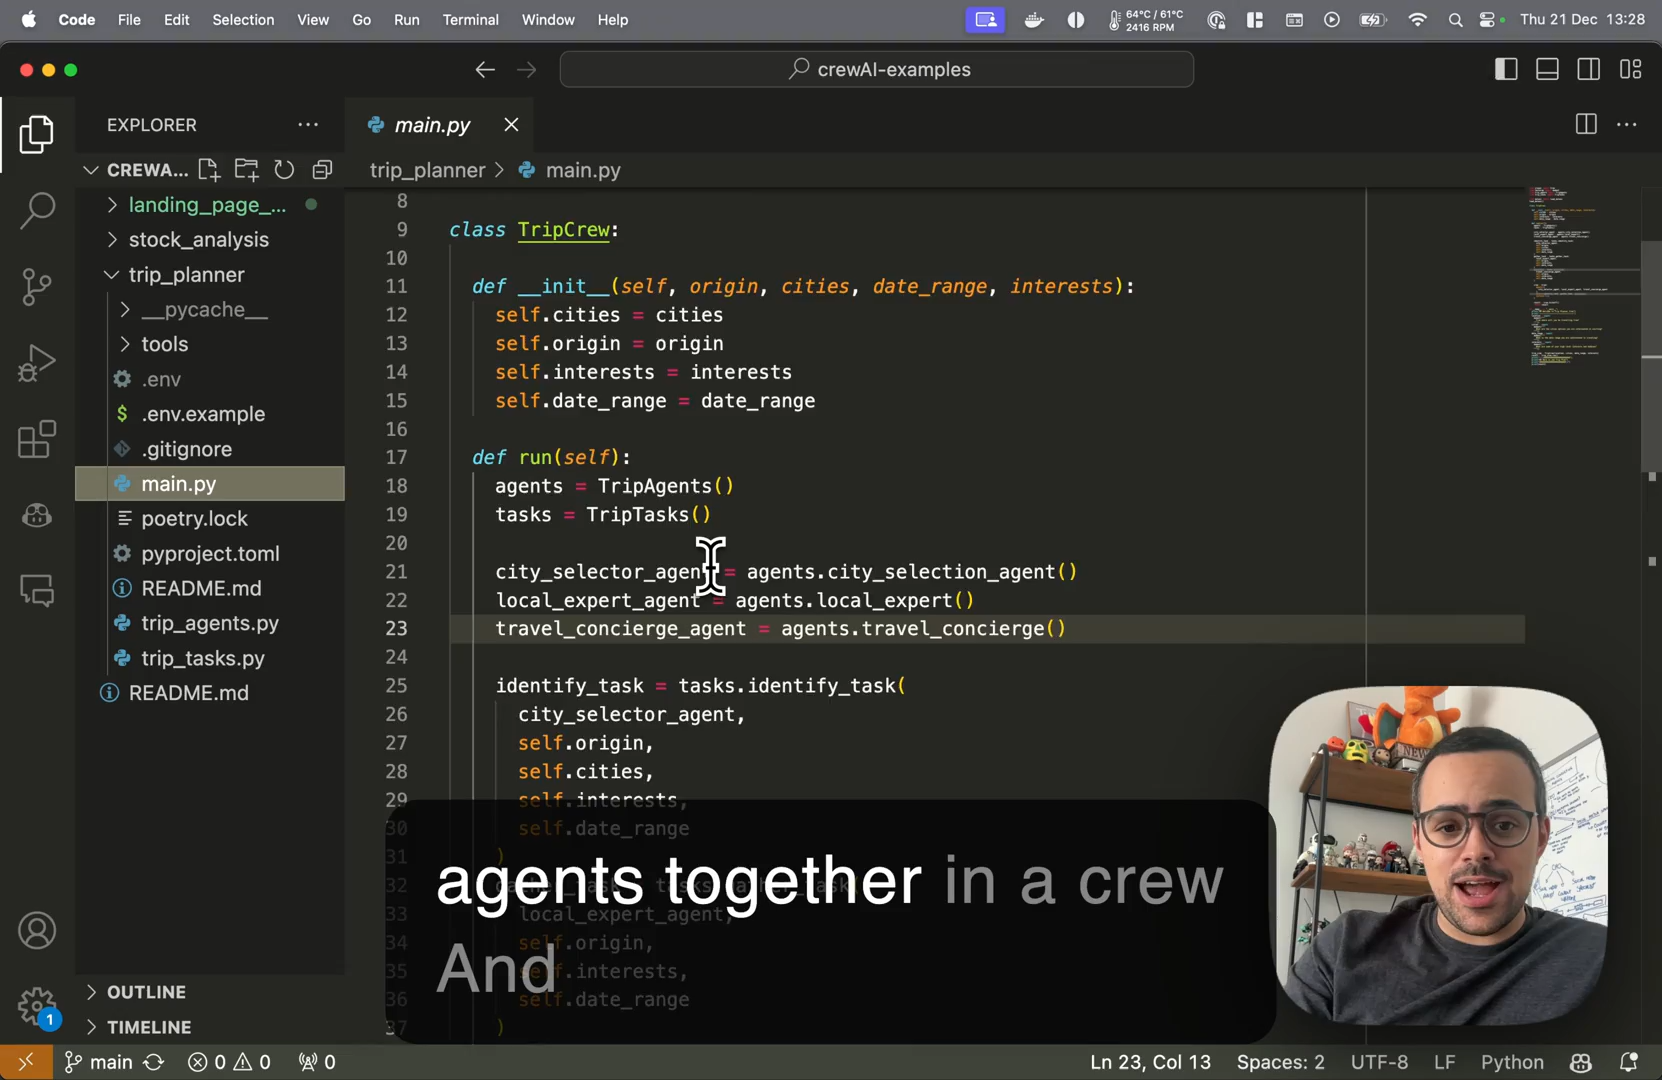 Code File Edit Selection View Go Run Terminal Window Help
64°C / 61°C
2416 RPM
Thu 21 Dec 13:28
crewAI-examples
EXPLORER
main.py
CREWA...
trip_planner > main.py
landing_page_...
stock_analysis
trip_planner
__pycache__
tools
.env
.env.example
.gitignore
main.py
poetry.lock
pyproject.toml
README.md
trip_agents.py
trip_tasks.py
README.md
OUTLINE
TIMELINE
8
9 class TripCrew:
10
11 def __init__(self, origin, cities, date_range, interests):
12 self.cities = cities
13 self.origin = origin
14 self.interests = interests
15 self.date_range = date_range
16
17 def run(self):
18 agents = TripAgents()
19 tasks = TripTasks()
20
21 city_selector_agent = agents.city_selection_agent()
22 local_expert_agent = agents.local_expert()
23 travel_concierge_agent = agents.travel_concierge()
24
25 identify_task = tasks.identify_task(
26 city_selector_agent,
27 self.origin,
28 self.cities,
29 self.interests,
30 self.date_range
31 )
32
33 local_expert_agent,
34 self.origin,
35 self.interests,
36 self.date_range
37 )
agents together in a crew
And
1
main 0 0 0
Ln 23, Col 13 Spaces: 2 UTF-8 LF Python